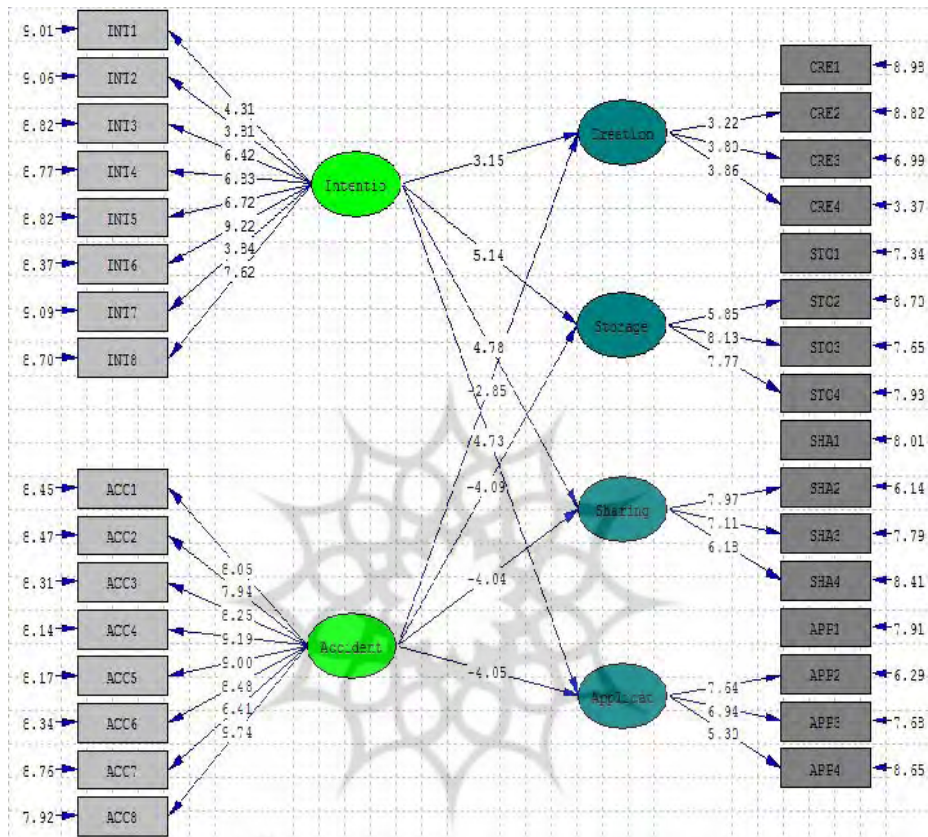 9.01 INT1
9.06 INT2
8.82 INT3
8.77 INT4
8.82 INT5
8.37 INT6
9.09 INT7
8.70 INT8
4.31
3.81
6.42
6.83
6.72
9.22
3.84
7.62
Intentio
8.45 ACC1
8.47 ACC2
8.31 ACC3
8.14 ACC4
8.17 ACC5
8.34 ACC6
8.76 ACC7
7.92 ACC8
8.05
7.94
8.25
9.19
9.00
8.48
6.41
9.74
Accident
3.15
5.14
4.78
-2.85
4.73
-4.09
-4.04
-4.05
Creation
Storage
Sharing
Applicat
3.22
3.83
3.86
5.85
8.13
7.77
7.97
7.11
6.13
7.64
6.94
5.30
CRE1 8.98
CRE2 8.82
CRE3 6.99
CRE4 3.37
STO1 7.34
STO2 8.73
STO3 7.65
STO4 7.93
SHA1 8.01
SHA2 6.14
SHA3 7.79
SHA4 8.41
APP1 7.91
APP2 6.29
APP3 7.68
APP4 8.65